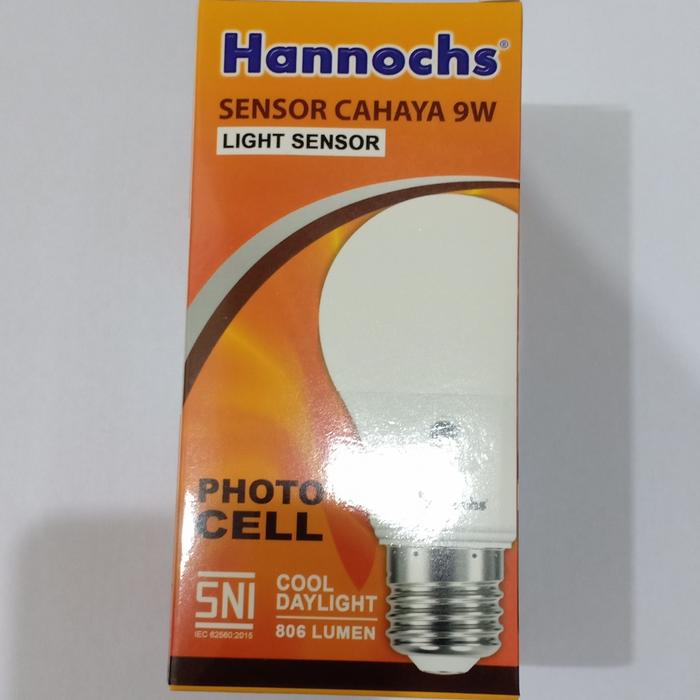 Hannochs®
SENSOR CAHAYA 9W
LIGHT SENSOR
PHOTO
CELL
SNI
IEC 62560:2015
COOL
DAYLIGHT
806 LUMEN